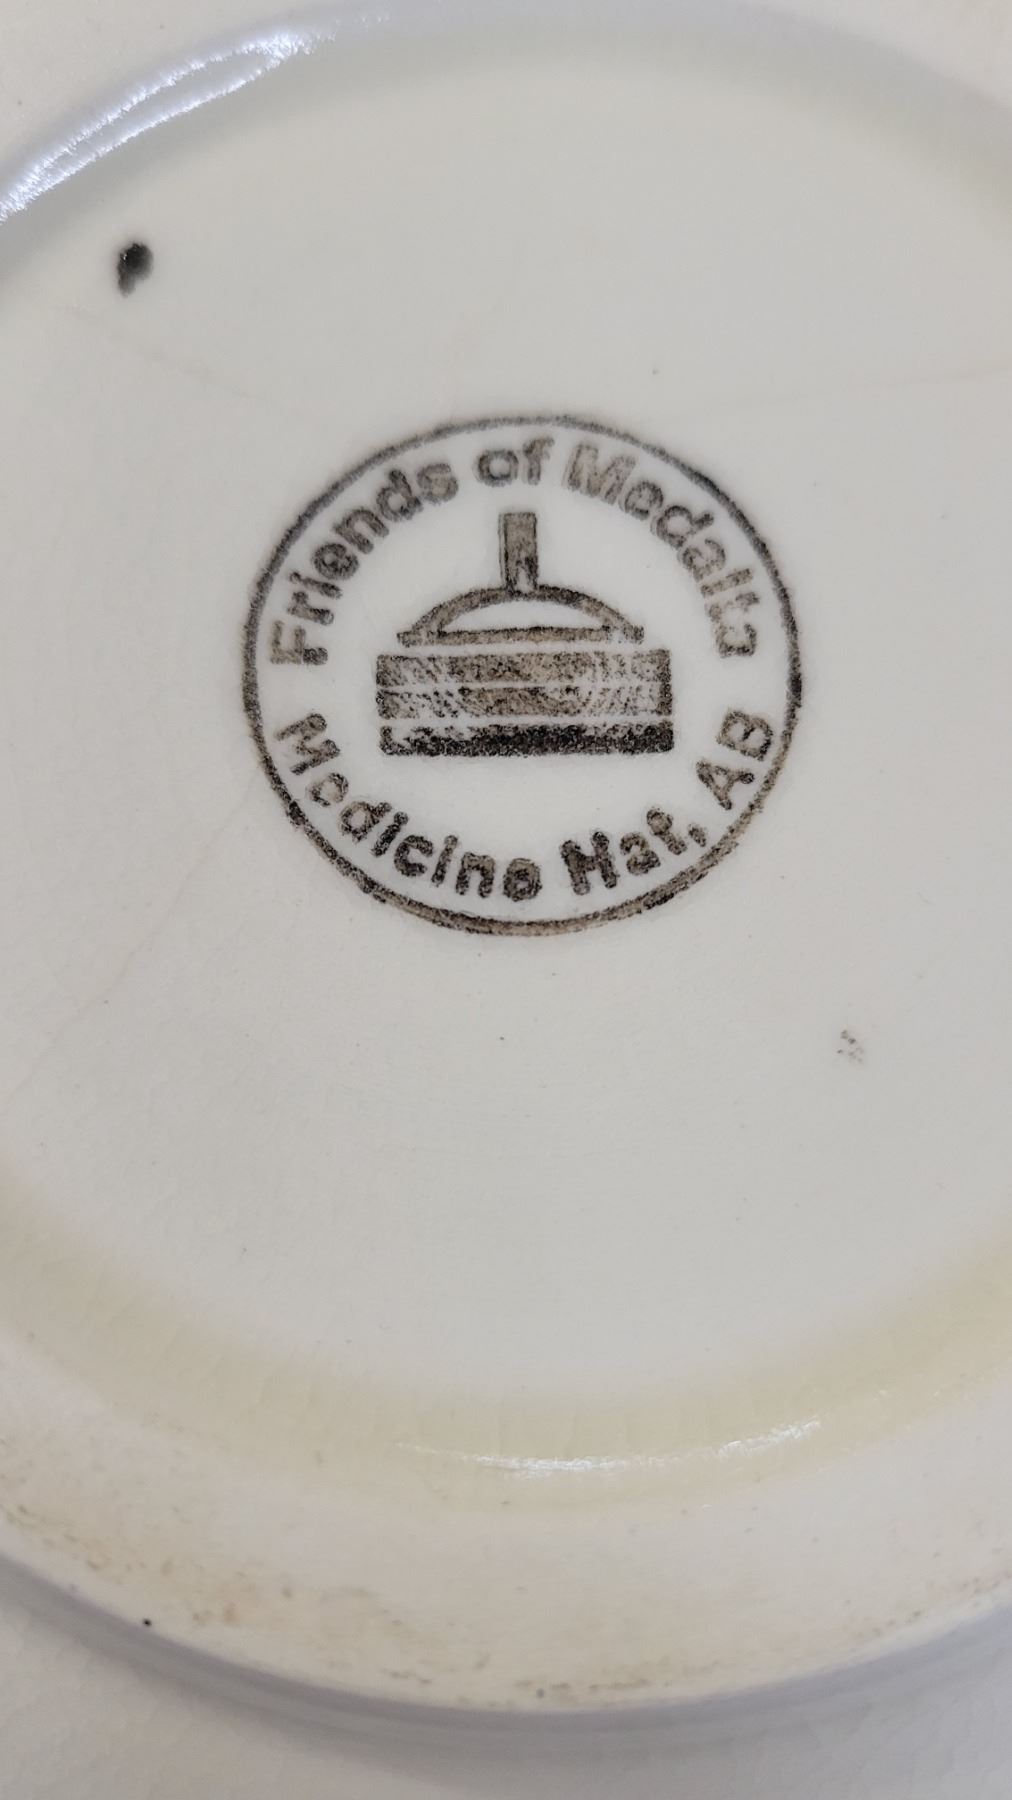 Friends of Medalta
Medicine Hat, AB